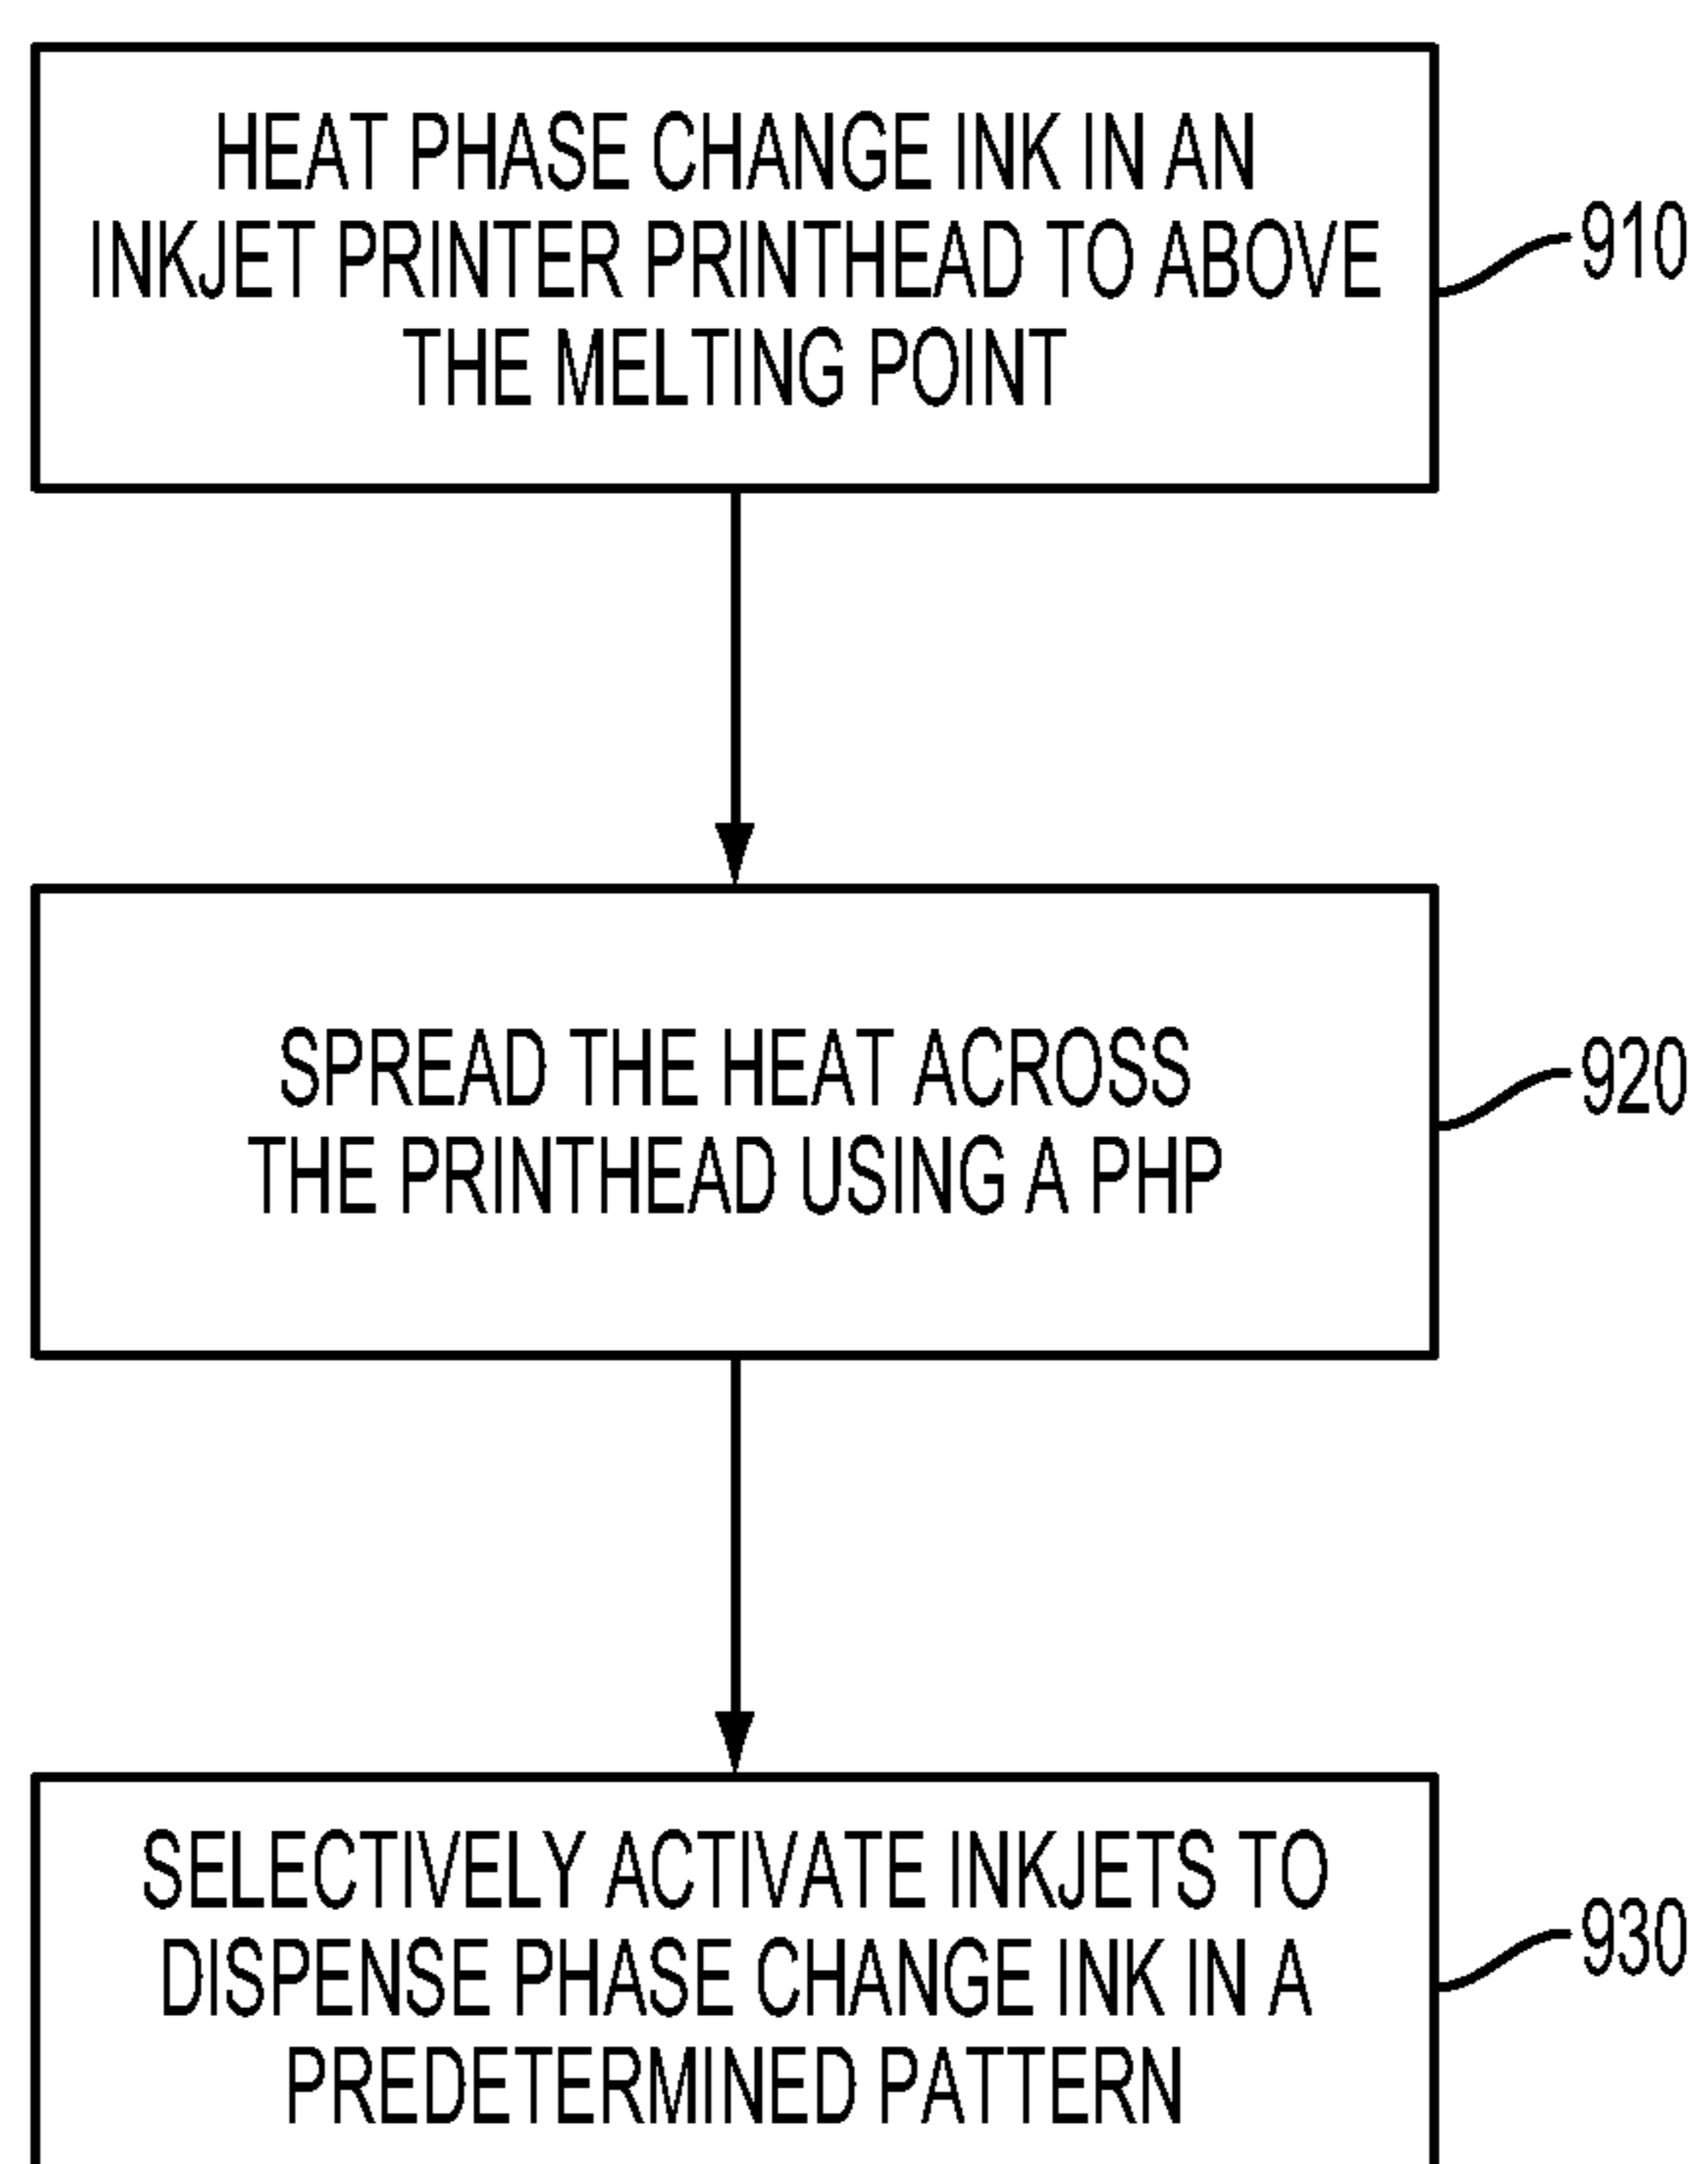 HEAT PHASE CHANGE INK IN AN
INKJET PRINTER PRINTHEAD TO ABOVE
THE MELTING POINT
910
SPREAD THE HEAT ACROSS
THE PRINTHEAD USING A PHP
920
SELECTIVELY ACTIVATE INKJETS TO
DISPENSE PHASE CHANGE INK IN A
PREDETERMINED PATTERN
930